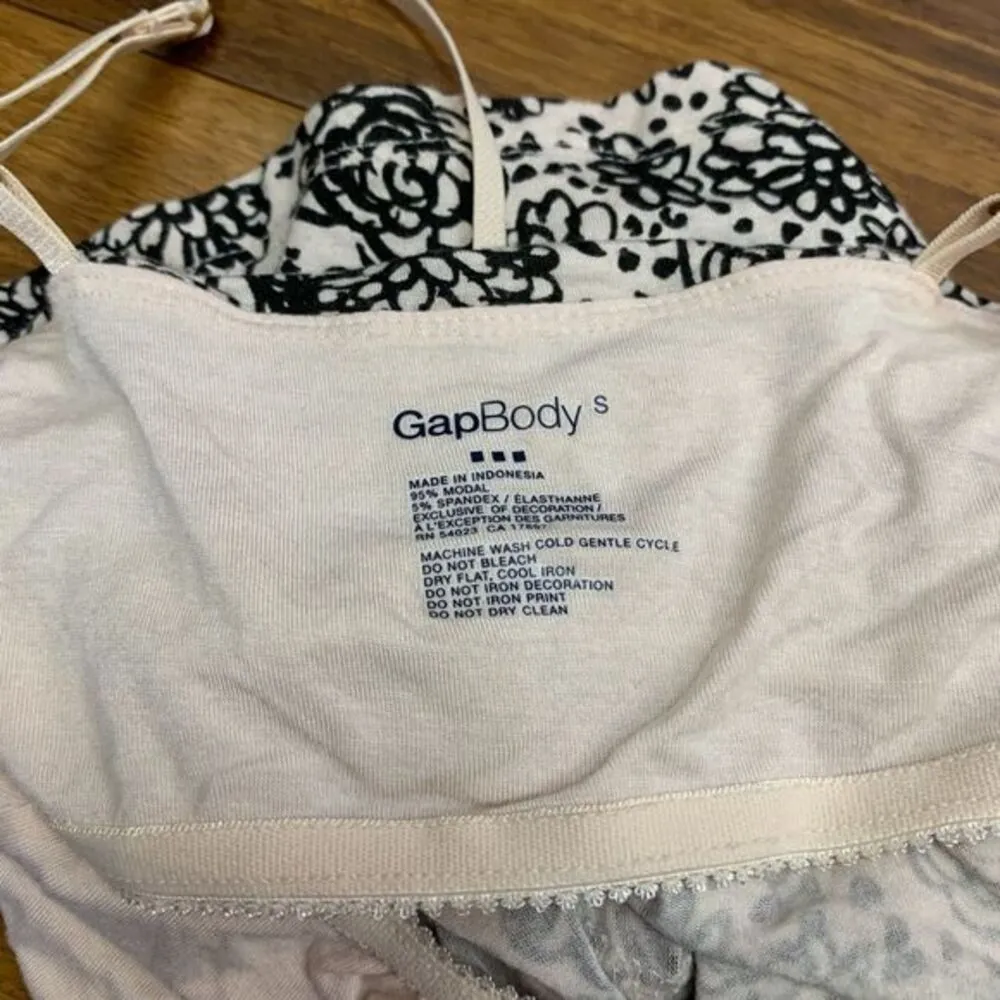 GapBody S
MADE IN INDONESIA
95% MODAL
5% SPANDEX / ÉLASTHANNE
EXCLUSIVE OF DECORATION /
À L'EXCEPTION DES GARNITURES
RN 54023 CA
MACHINE WASH COLD GENTLE CYCLE
DO NOT BLEACH
DRY FLAT, COOL IRON
DO NOT IRON DECORATION
DO NOT IRON PRINT
DO NOT DRY CLEAN